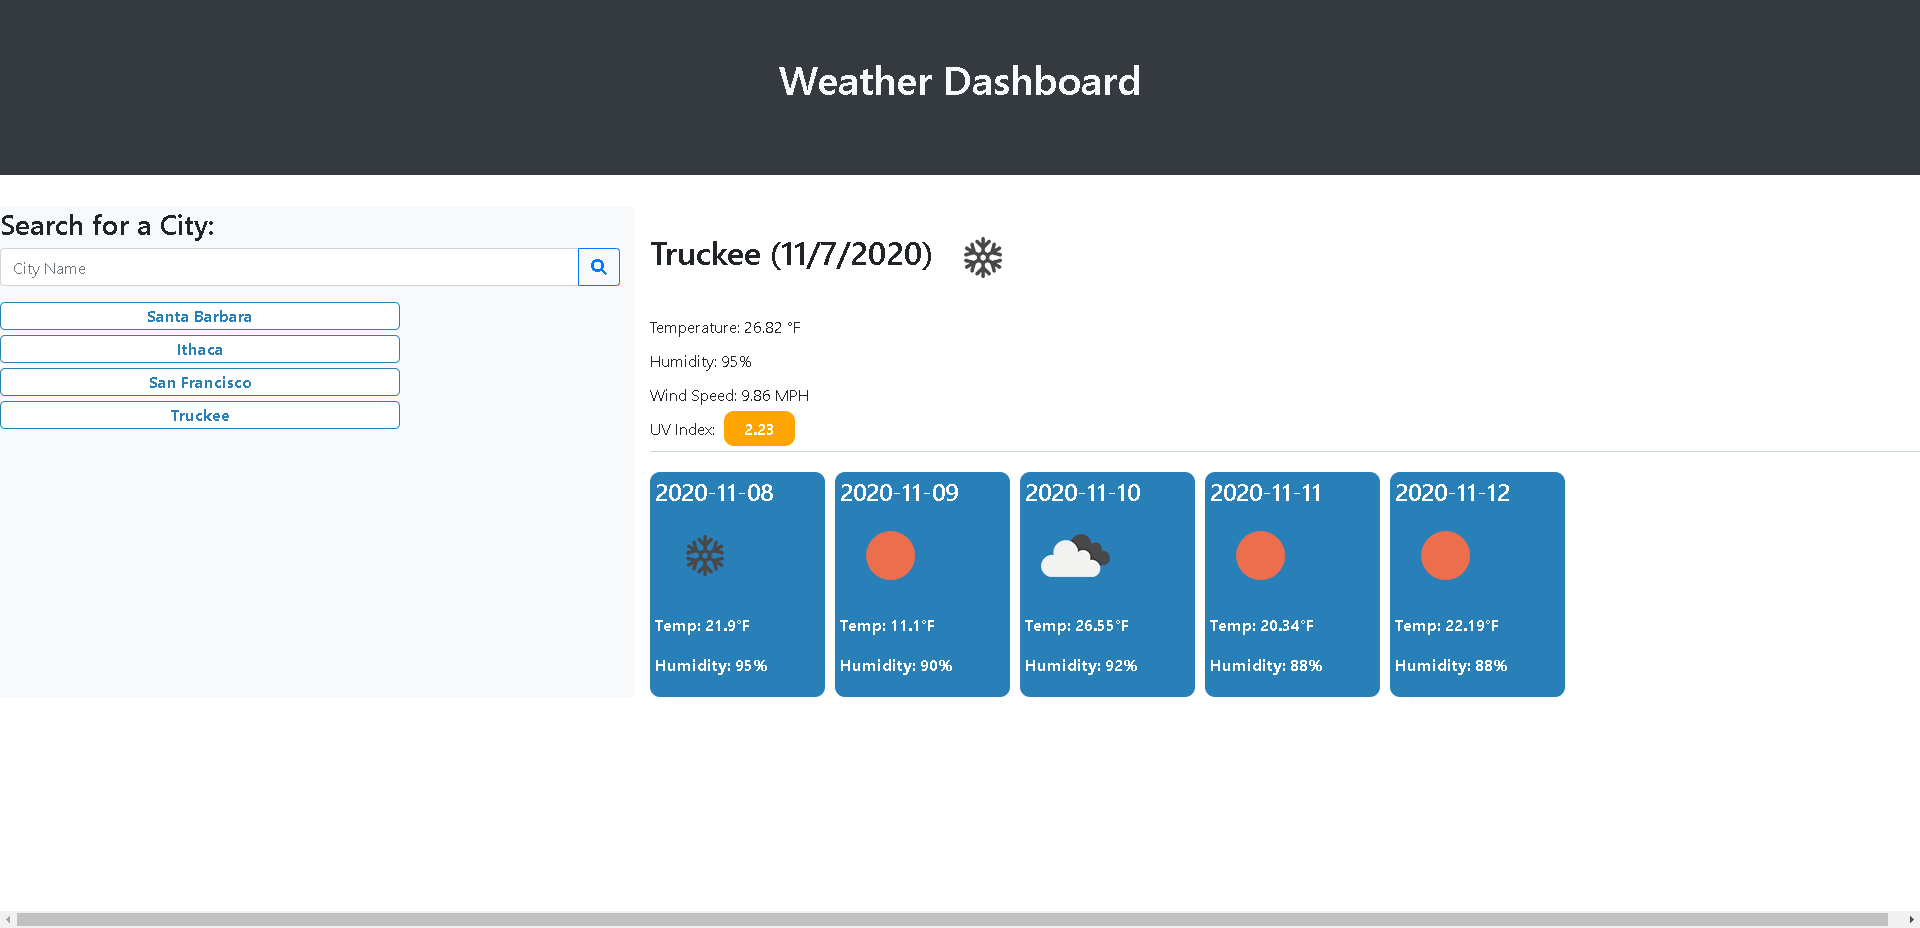 Weather Dashboard
Search for a City:
City Name
Santa Barbara
Ithaca
San Francisco
Truckee
Truckee (11/7/2020)
Temperature: 26.82 °F
Humidity: 95%
Wind Speed: 9.86 MPH
UV Index: 2.23
2020-11-08
Temp: 21.9°F
Humidity: 95%
2020-11-09
Temp: 11.1°F
Humidity: 90%
2020-11-10
Temp: 26.55°F
Humidity: 92%
2020-11-11
Temp: 20.34°F
Humidity: 88%
2020-11-12
Temp: 22.19°F
Humidity: 88%